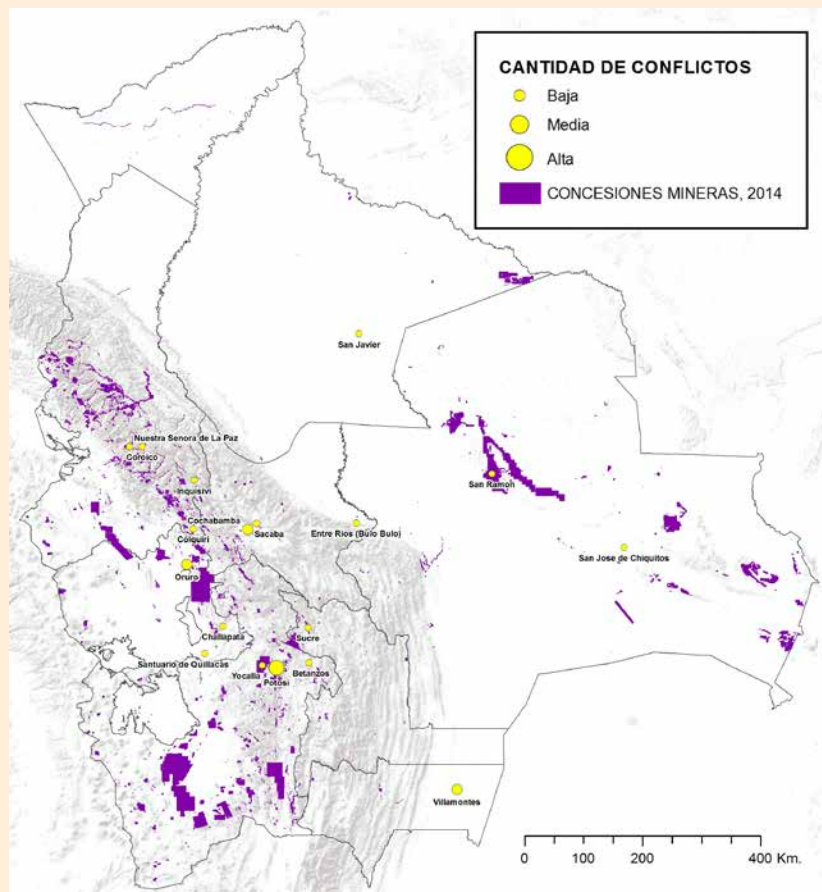 CANTIDAD DE CONFLICTOS
Baja
Media
Alta
CONCESIONES MINERAS, 2014
San Javier
Nuestra Senora de La Paz
Coroico
San Ramon
Inquisivi
Cochabamba
Sacaba
Entre Rios (Bulo Bulo)
Colquiri
San Jose de Chiquitos
Oruro
Challapata
Sucre
Santuario de Quillacas
Yocalla
Betanzos
Potosi
Villamontes
0 100 200 400 Km.